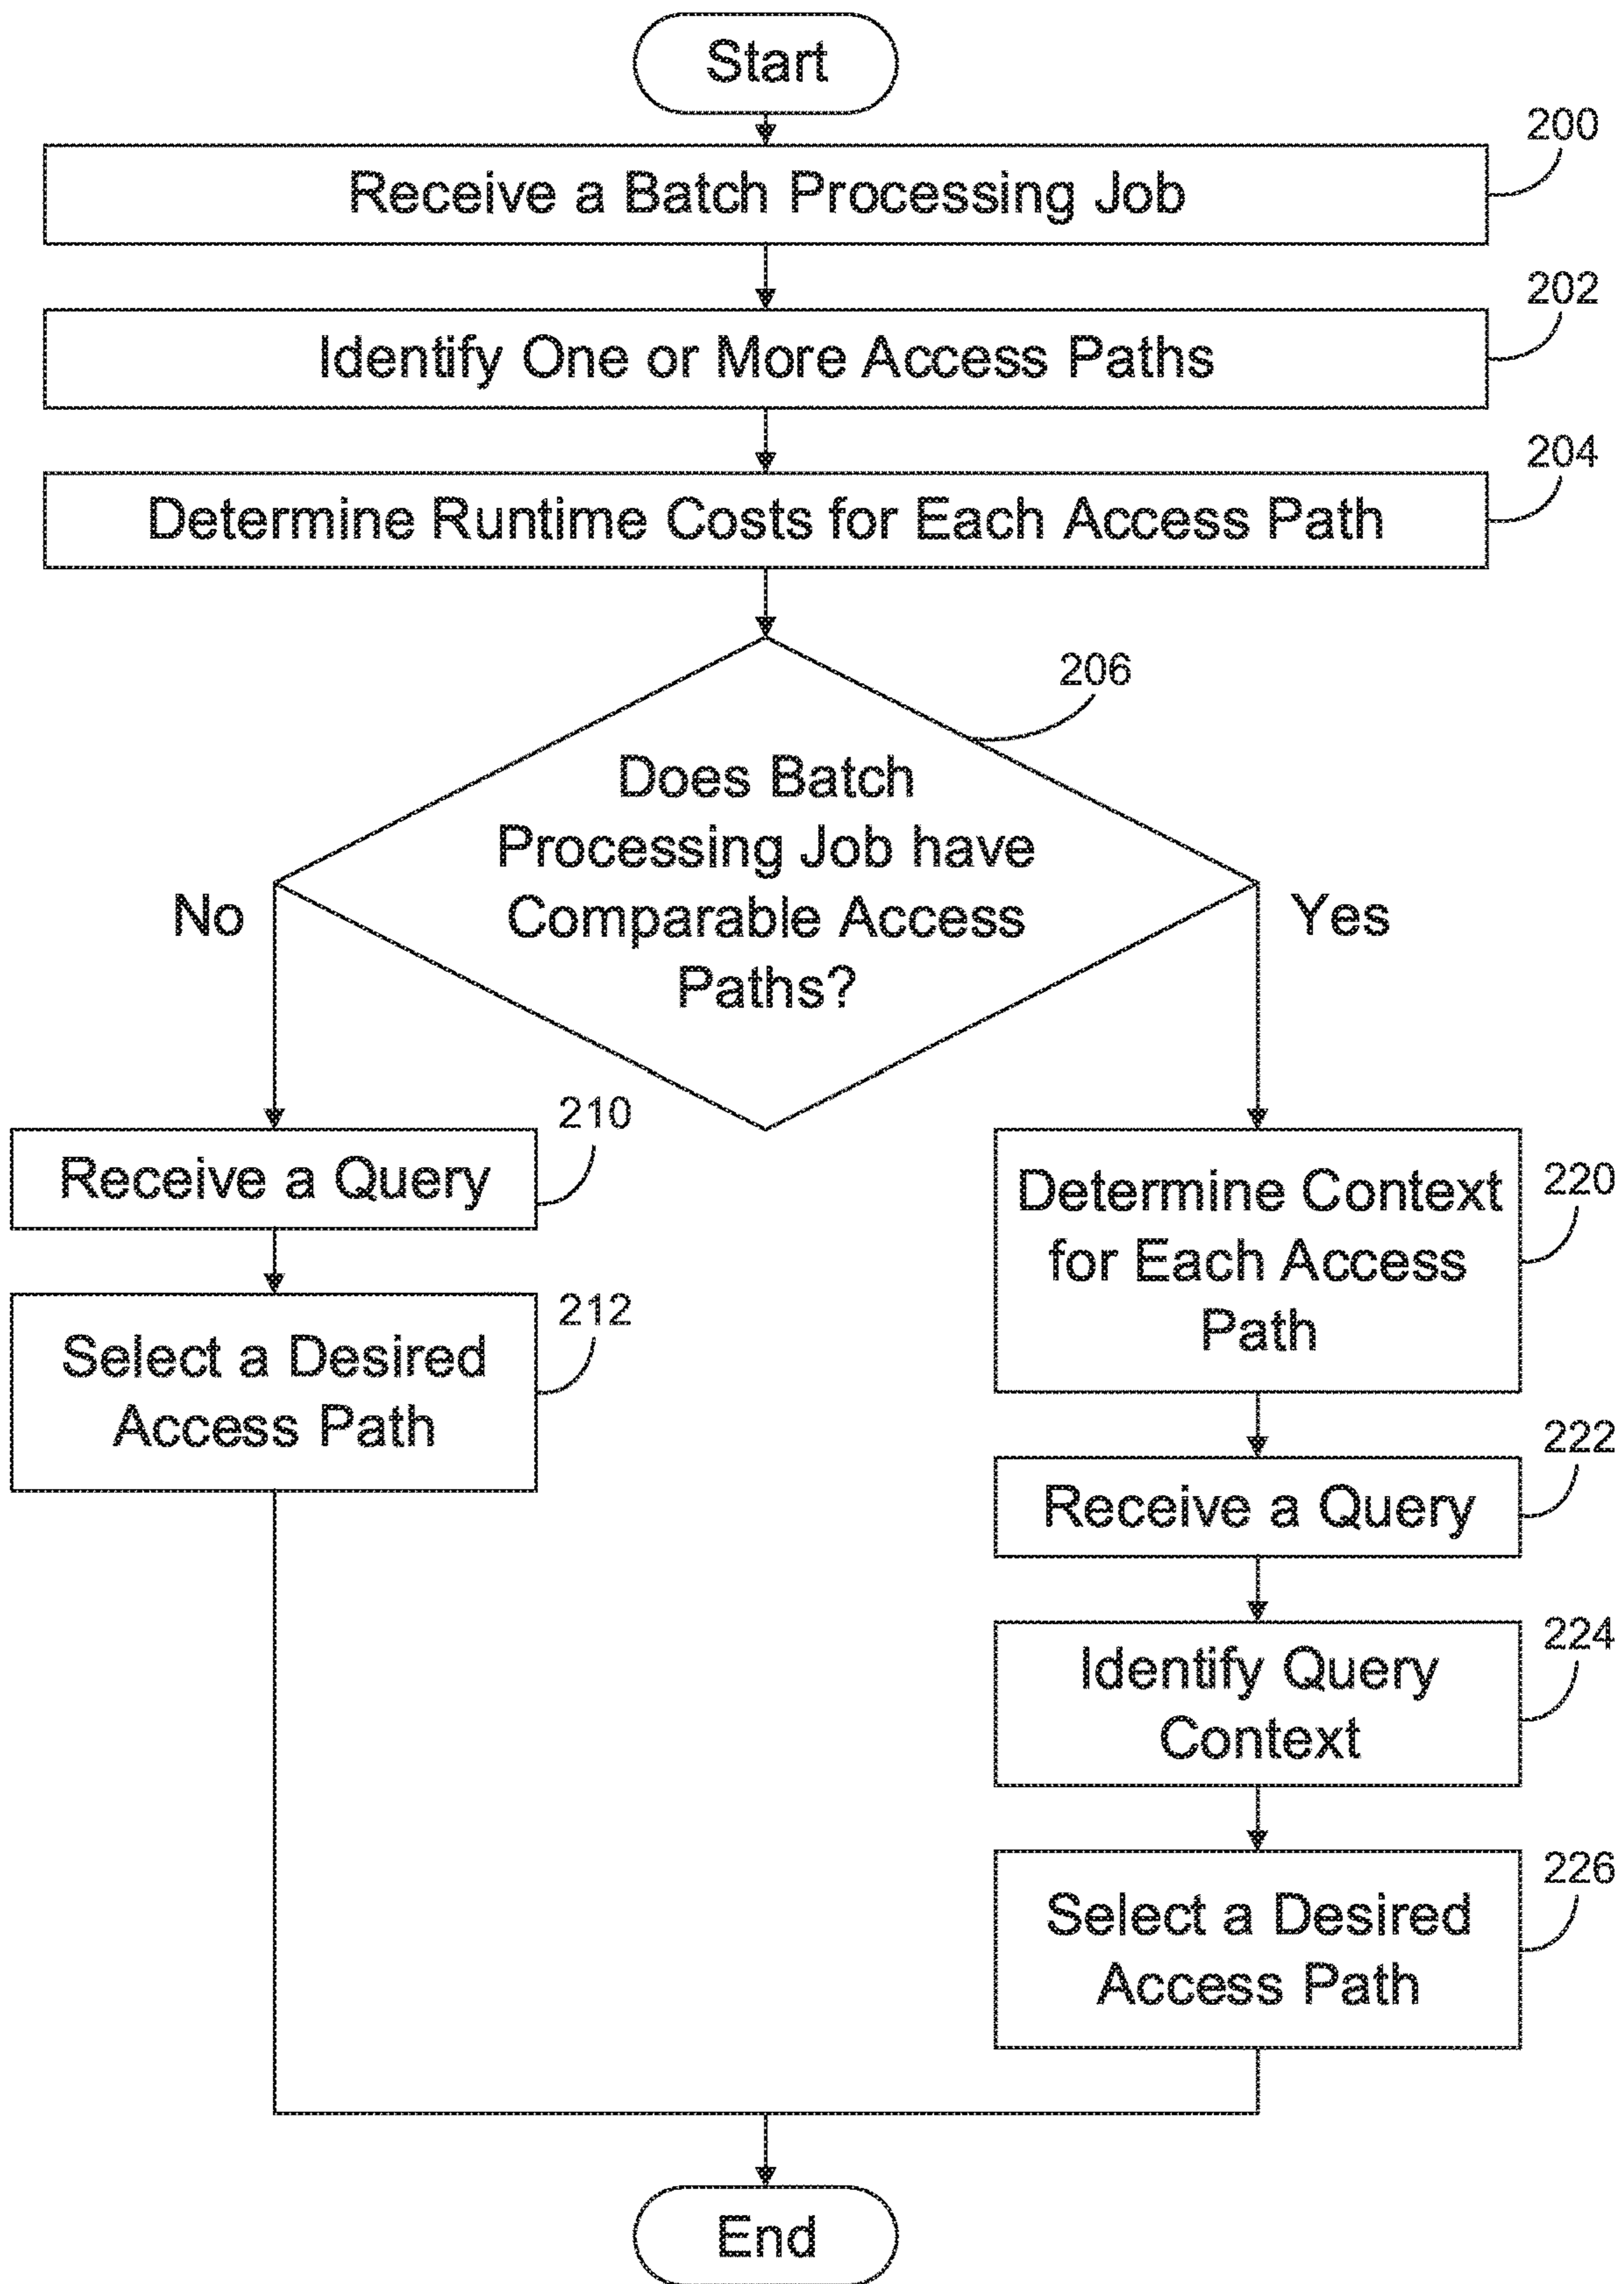 Start
200
Receive a Batch Processing Job
202
Identify One or More Access Paths
204
Determine Runtime Costs for Each Access Path
206
Does Batch
Processing Job have
Comparable Access
Paths?
No
Yes
210
Receive a Query
212
Select a Desired
Access Path
220
Determine Context
for Each Access
Path
222
Receive a Query
224
Identify Query
Context
226
Select a Desired
Access Path
End